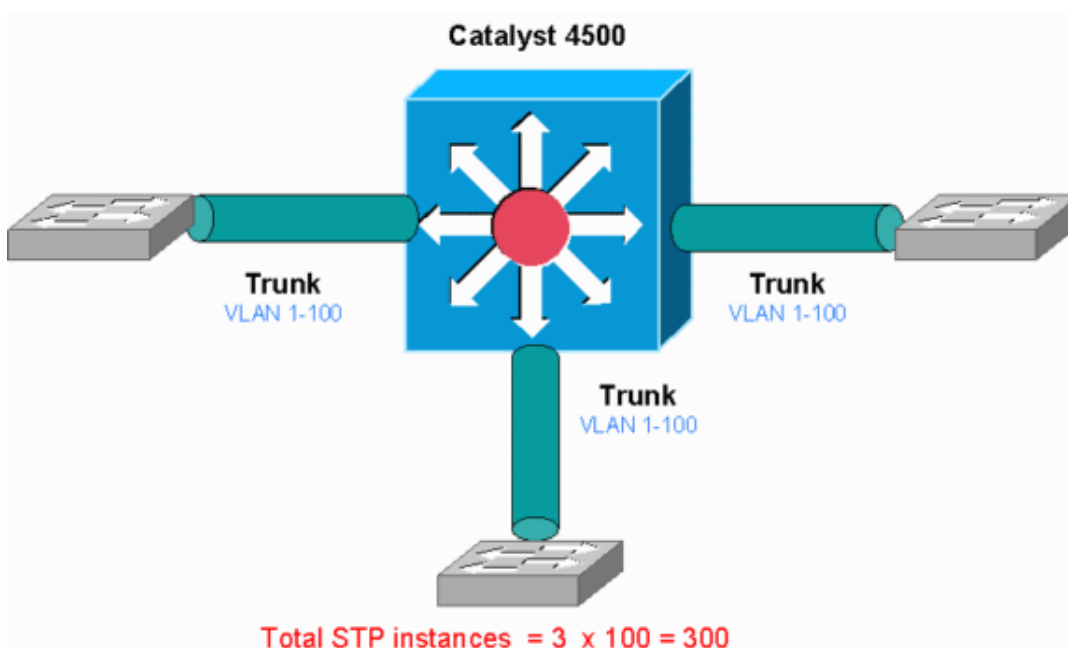 Catalyst 4500
Trunk
VLAN 1-100
Trunk
VLAN 1-100
Trunk
VLAN 1-100
Total STP instances = 3 x 100 = 300